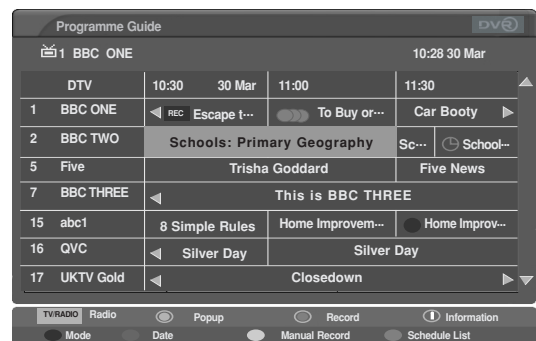 Programme Guide DVR
1 BBC ONE 10:28 30 Mar
DTV 10:30 30 Mar 11:00 11:30
1 BBC ONE REC Escape t··· To Buy or··· Car Booty
2 BBC TWO Schools: Primary Geography Sc··· School···
5 Five Trisha Goddard Five News
7 BBC THREE This is BBC THREE
15 abc1 8 Simple Rules Home Improvem··· Home Improv···
16 QVC Silver Day Silver Day
17 UKTV Gold Closedown
TV/RADIO Radio Popup Record Information
Mode Date Manual Record Schedule List